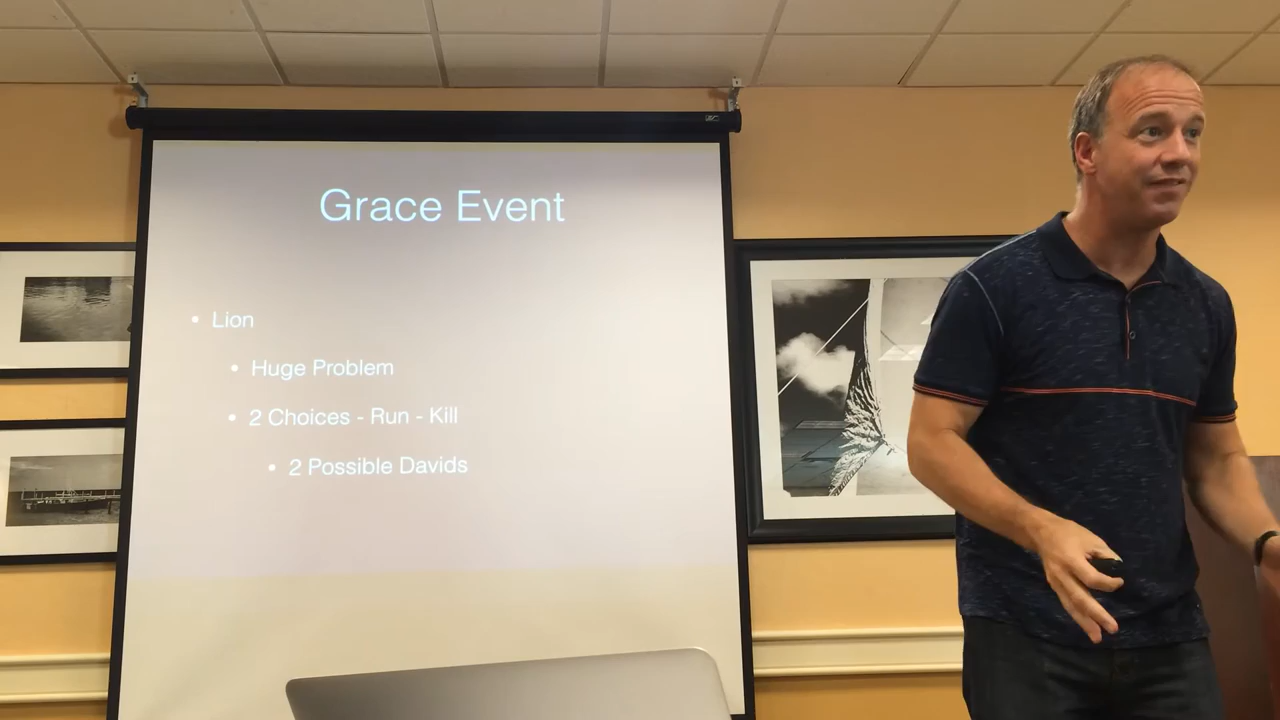 Grace Event
• Lion
• Huge Problem
• 2 Choices - Run - Kill
• 2 Possible Davids